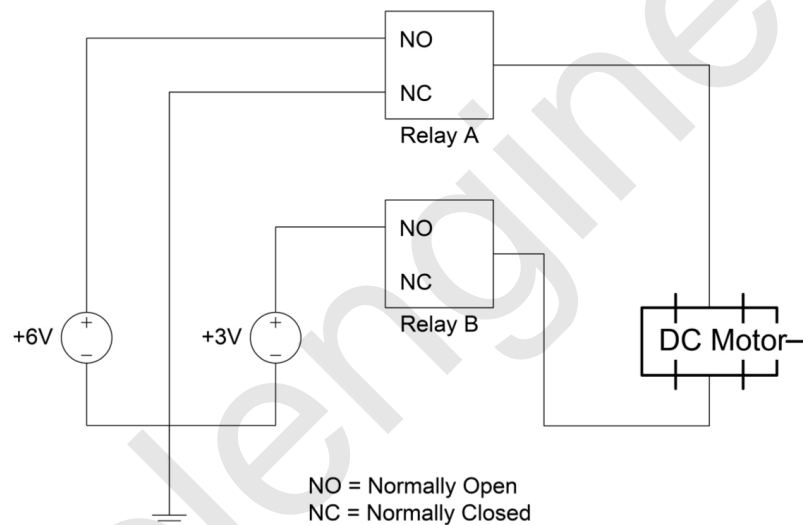 NO
NC
Relay A
NO
NC
Relay B
+6V
+
−
+3V
+
−
DC Motor
NO = Normally Open
NC = Normally Closed